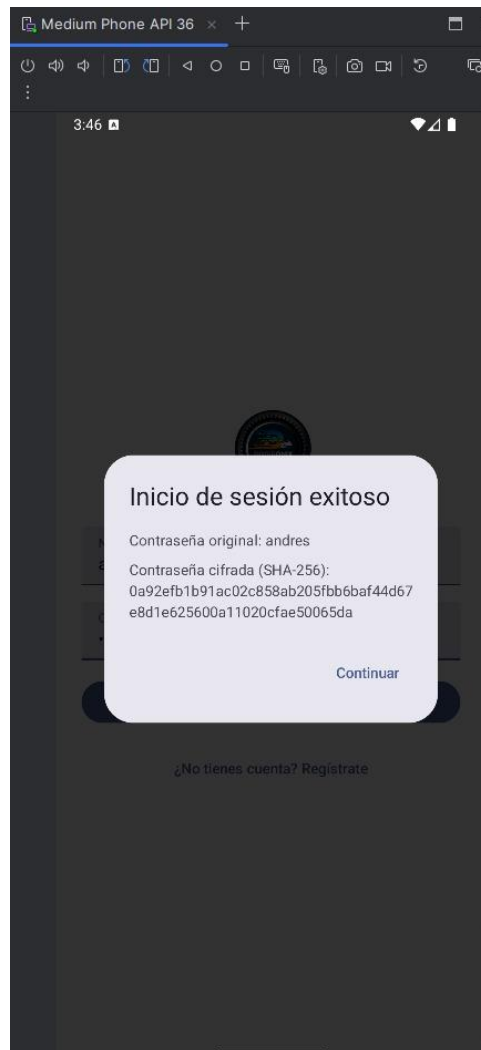 Medium Phone API 36
3:46
Inicio de sesión exitoso
Contraseña original: andres
Contraseña cifrada (SHA-256):
0a92efb1b91ac02c858ab205fbb6baf44d67
e8d1e625600a11020cfae50065da
Continuar
¿No tienes cuenta? Regístrate